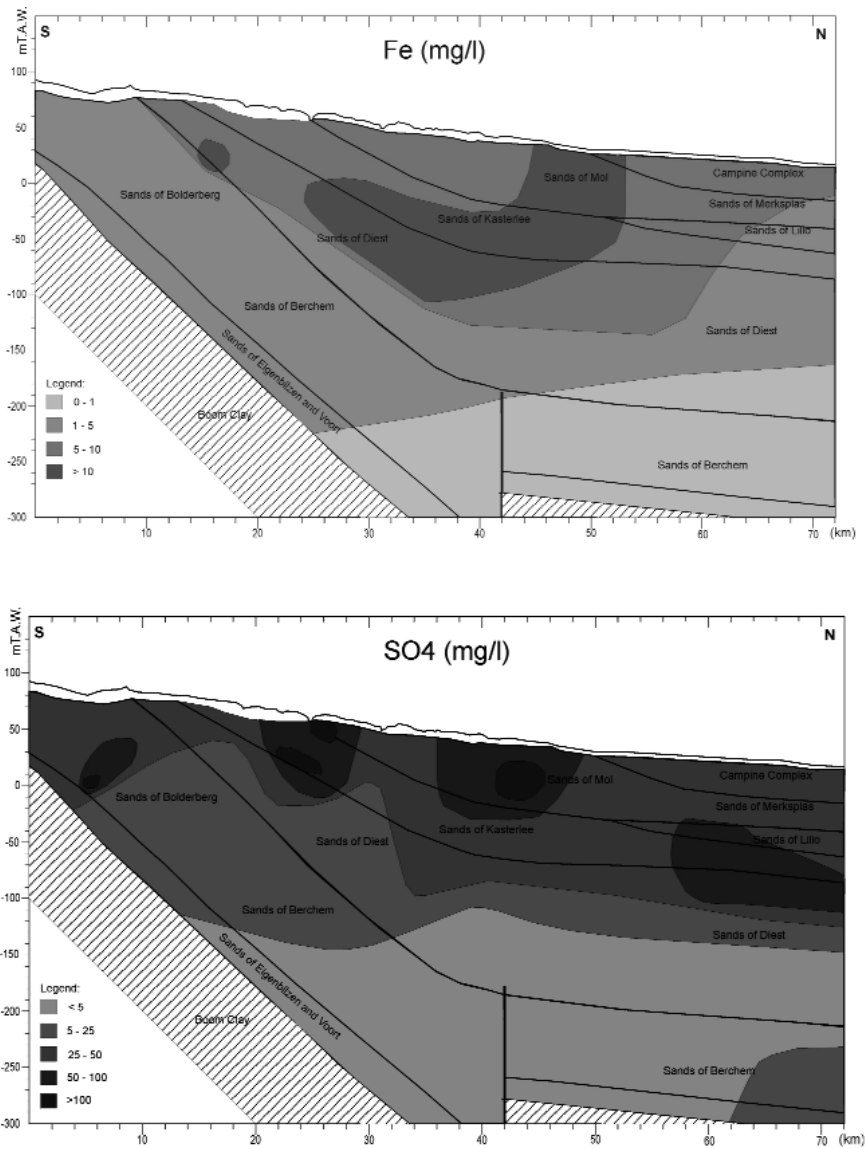 S
Fe (mg/l)
N
mT.A.W.
100
50
0
-50
-100
-150
-200
-250
-300
Sands of Bolderberg
Sands of Mol
Campine Complex
Sands of Merksplas
Sands of Kasterlee
Sands of Lillo
Sands of Diest
Sands of Berchem
Sands of Diest
Sands of Eigenbilzen and Voort
Boom Clay
Sands of Berchem
Legend:
0 - 1
1 - 5
5 - 10
> 10
10
20
30
40
50
60
70
(km)
S
SO4 (mg/l)
N
mT.A.W.
100
50
0
-50
-100
-150
-200
-250
-300
Sands of Bolderberg
Sands of Mol
Campine Complex
Sands of Merksplas
Sands of Kasterlee
Sands of Lillo
Sands of Diest
Sands of Berchem
Sands of Diest
Sands of Eigenbilzen and Voort
Boom Clay
Sands of Berchem
Legend:
< 5
5 - 25
25 - 50
50 - 100
>100
10
20
30
40
50
60
70
(km)